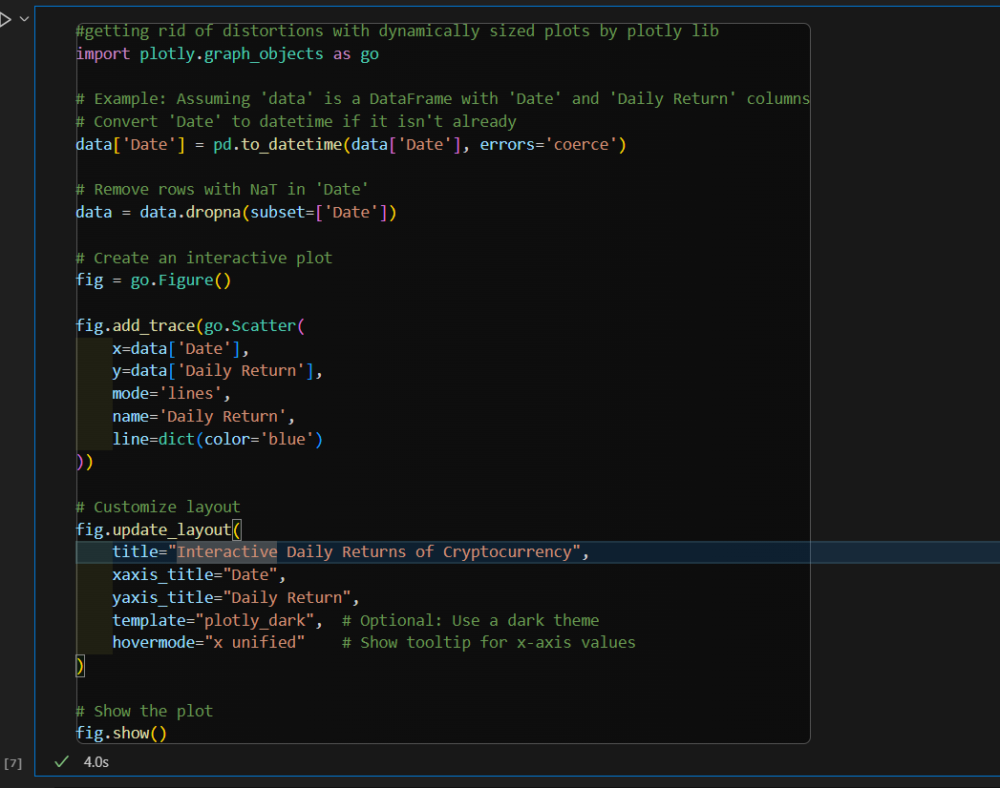 #getting rid of distortions with dynamically sized plots by plotly lib
import plotly.graph_objects as go
# Example: Assuming 'data' is a DataFrame with 'Date' and 'Daily Return' columns
# Convert 'Date' to datetime if it isn't already
data['Date'] = pd.to_datetime(data['Date'], errors='coerce')
# Remove rows with NaT in 'Date'
data = data.dropna(subset=['Date'])
# Create an interactive plot
fig = go.Figure()
fig.add_trace(go.Scatter(
    x=data['Date'],
    y=data['Daily Return'],
    mode='lines',
    name='Daily Return',
    line=dict(color='blue')
))
# Customize layout
fig.update_layout(
    title="Interactive Daily Returns of Cryptocurrency",
    xaxis_title="Date",
    yaxis_title="Daily Return",
    template="plotly_dark",  # Optional: Use a dark theme
    hovermode="x unified"    # Show tooltip for x-axis values
)
# Show the plot
fig.show()
[7] 4.0s